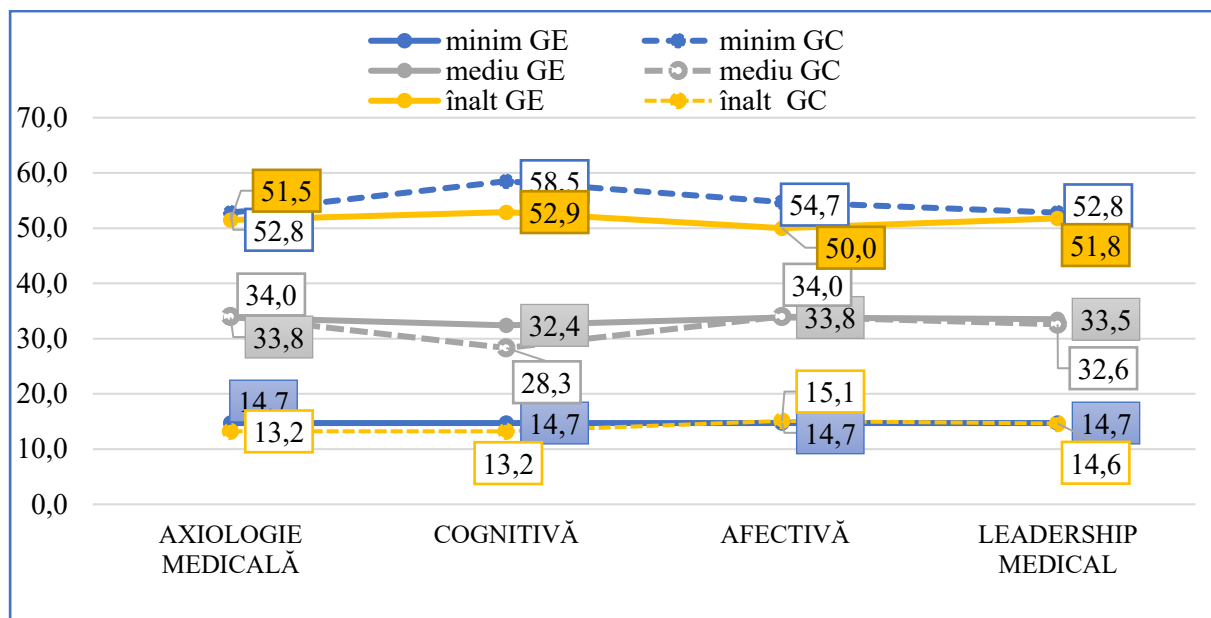 minim GE minim GC
mediu GE mediu GC
înalt GE înalt GC
70,0
60,0
50,0
40,0
30,0
20,0
10,0
0,0
51,5 58,5 54,7 52,8
52,8 52,9 50,0 51,8
34,0 32,4 34,0 33,5
33,8 28,3 33,8 32,6
14,7 14,7 15,1 14,7
13,2 13,2 14,7 14,6
AXIOLOGIE MEDICALĂ
COGNITIVĂ
AFECTIVĂ
LEADERSHIP MEDICAL